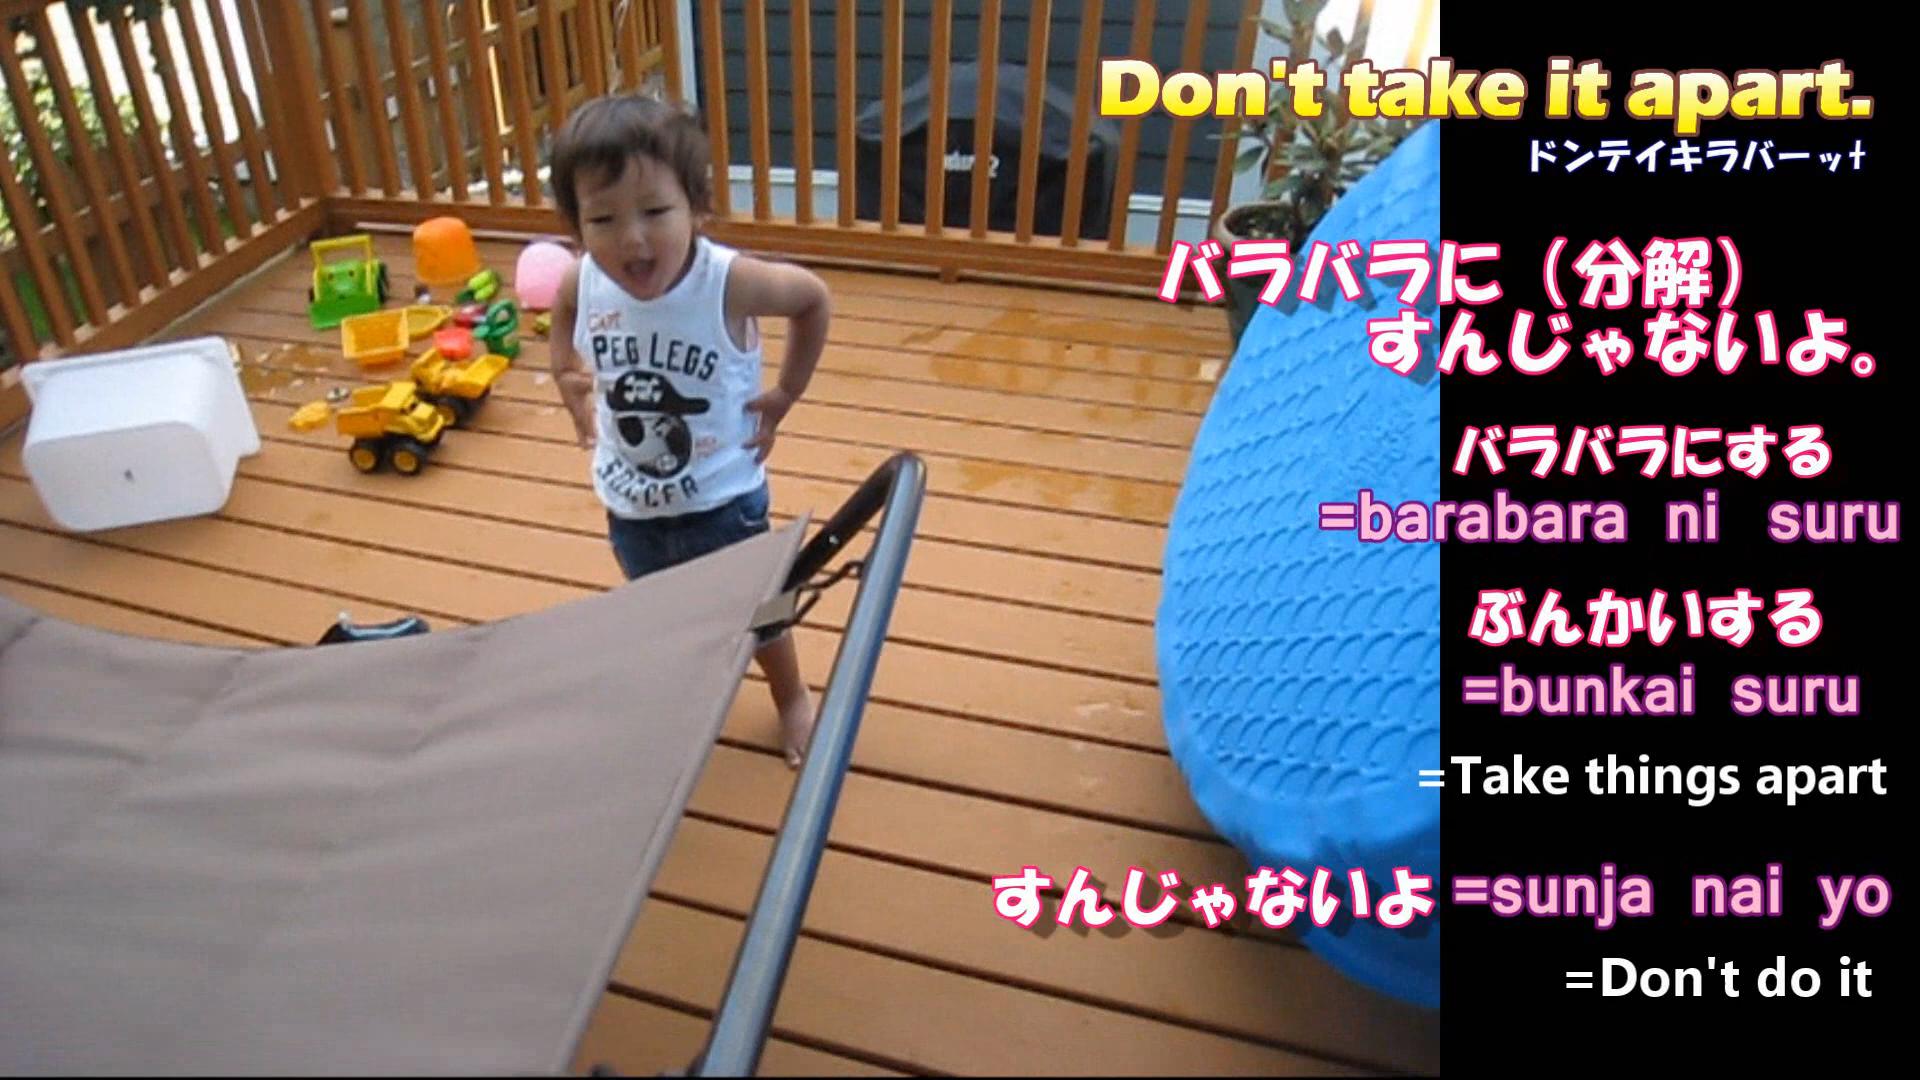 Don't take it apart.
ドンテイキラバーッﾄ
バラバラに（分解）
すんじゃないよ。
バラバラにする
=barabara ni suru
ぶんかいする
=bunkai suru
=Take things apart
すんじゃないよ =sunja nai yo
=Don't do it
PEG LEGS
SOCCER